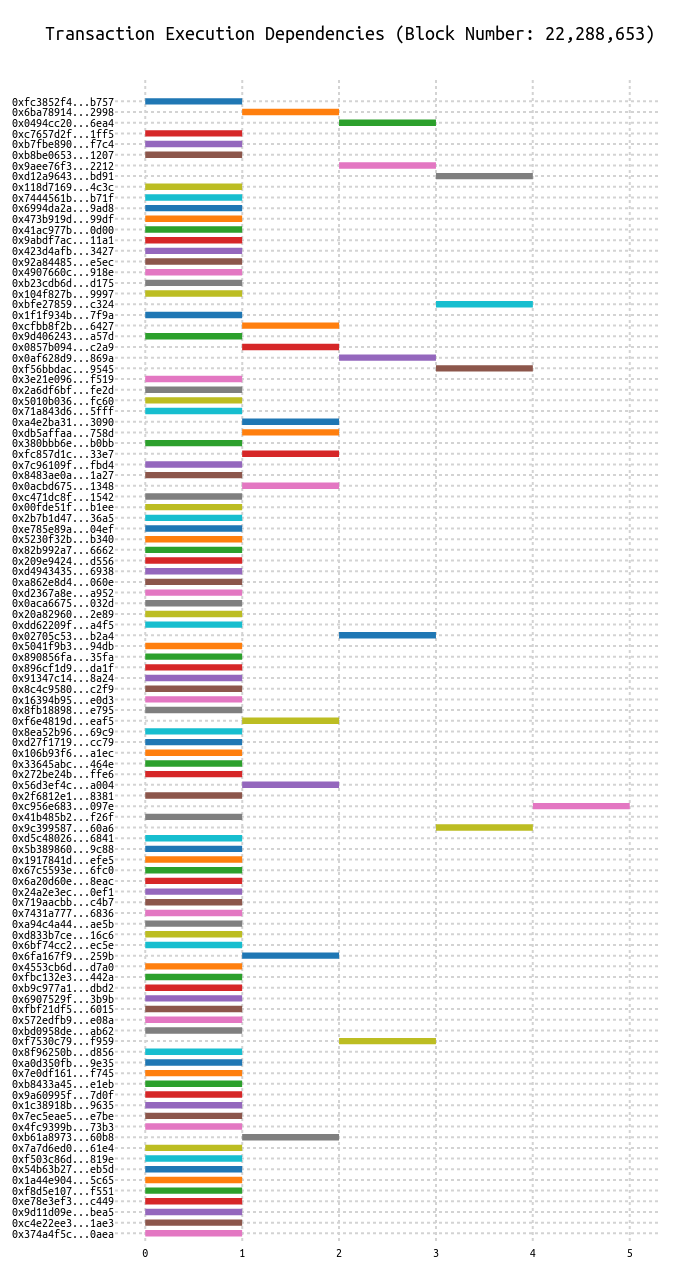 Transaction Execution Dependencies (Block Number: 22,288,653)
0xfc3852f4...b757
0x6ba78914...2998
0x0494cc20...6ea4
0xc7657d2f...1ff5
0xb7fbe890...f7c4
0xb8be0653...1207
0x9aee76f3...2212
0xd12a9643...bd91
0x118d7169...4c3c
0x7444561b...b71f
0x6994da2a...9ad8
0x473b919d...99df
0x41ac977b...0d00
0x9abdf7ac...11a1
0x423d4afb...3427
0x92a84485...e5ec
0x4907660c...918e
0xb23cdb6d...d175
0x104f827b...9997
0xbfe27859...c324
0x1f1f934b...7f9a
0xcfbb8f2b...6427
0x9d406243...a57d
0x0857b094...c2a9
0x0af628d9...869a
0xf56bbdac...9545
0x3e21e096...f519
0x2a6df6bf...fe2d
0x5010b036...fc60
0x71a843d6...5fff
0xa4e2ba31...3090
0xdb5affaa...758d
0x380bbb6e...b0bb
0xfc857d1c...33e7
0x7c96109f...fbd4
0x8483ae0a...1a27
0x0acbd675...1348
0xc471dc8f...1542
0x00fde51f...b1ee
0x2b7b1d47...36a5
0xe785e89a...04ef
0x5230f32b...b340
0x82b992a7...6662
0x209e9424...d556
0xd4943435...6938
0xa862e8d4...060e
0xd2367a8e...a952
0x0aca6675...032d
0x20a82960...2e89
0xdd62209f...a4f5
0x02705c53...b2a4
0x5041f9b3...94db
0x890856fa...35fa
0x896cf1d9...da1f
0x91347c14...8a24
0x8c4c9580...c2f9
0x16394b95...e0d3
0x8fb18898...e795
0xf6e4819d...eaf5
0x8ea52b96...69c9
0xd27f1719...cc79
0x106b93f6...a1ec
0x33645abc...464e
0x272be24b...ffe6
0x56d3ef4c...a004
0x2f6812e1...8381
0xc956e683...097e
0x41b485b2...f26f
0x9c399587...60a6
0xd5c48026...6841
0x5b389860...9c88
0x1917841d...efe5
0x67c5593e...6fc0
0x6a20d60e...8eac
0x24a2e3ec...0ef1
0x719aacbb...c4b7
0x7431a777...6836
0xa94c4a44...ae5b
0xd833b7ce...16c6
0x6bf74cc2...ec5e
0x6fa167f9...259b
0x4553cb6d...d7a0
0xfbc132e3...442a
0xb9c977a1...dbd2
0x6907529f...3b9b
0xfbf21df5...6015
0x572edfb9...e08a
0xbd0958de...ab62
0xf7530c79...f959
0x8f96250b...d856
0xa0d350fb...9e35
0x7e0df161...f745
0xb8433a45...e1eb
0x9a60995f...7d0f
0x1c38918b...9635
0x7ec5eae5...e7be
0x4fc9399b...73b3
0xb61a8973...60b8
0x7a7d6ed0...61e4
0xf503c86d...819e
0x54b63b27...eb5d
0x1a44e904...5c65
0xf8d5e107...f551
0xe78e3ef3...c449
0x9d11d09e...bea5
0xc4e22ee3...1ae3
0x374a4f5c...0aea
0 1 2 3 4 5